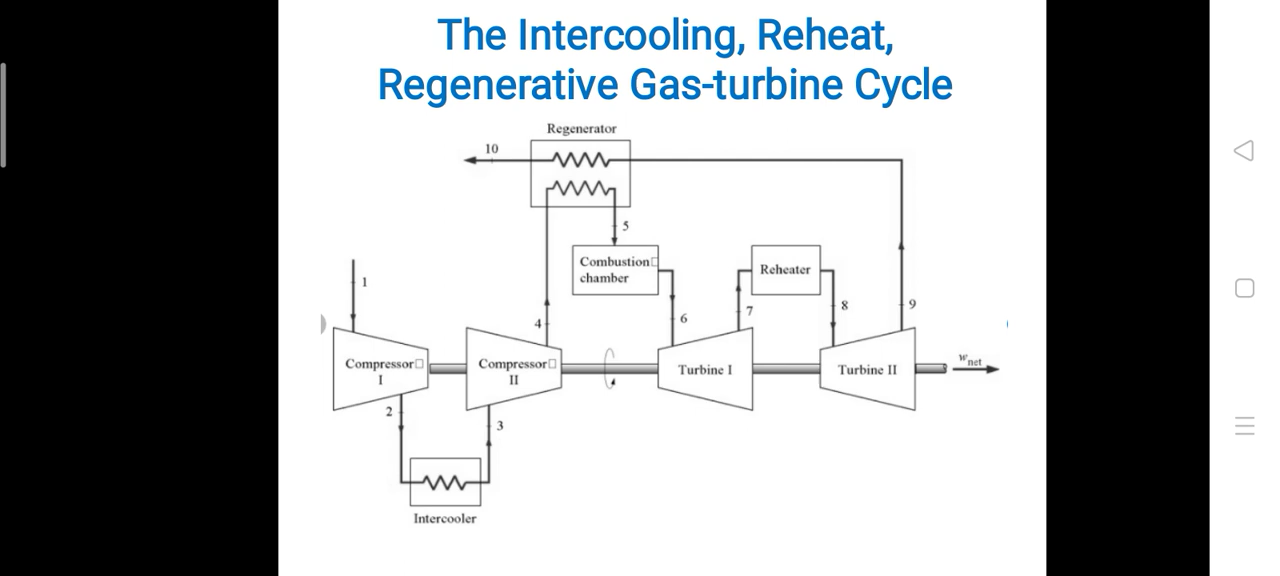 The Intercooling, Reheat,
Regenerative Gas-turbine Cycle
Regenerator
10
5
Combustion□
chamber
Reheater
1
4
6
7
8
9
Compressor□
I
Compressor□
II
Turbine I
Turbine II
wnet
2
3
Intercooler